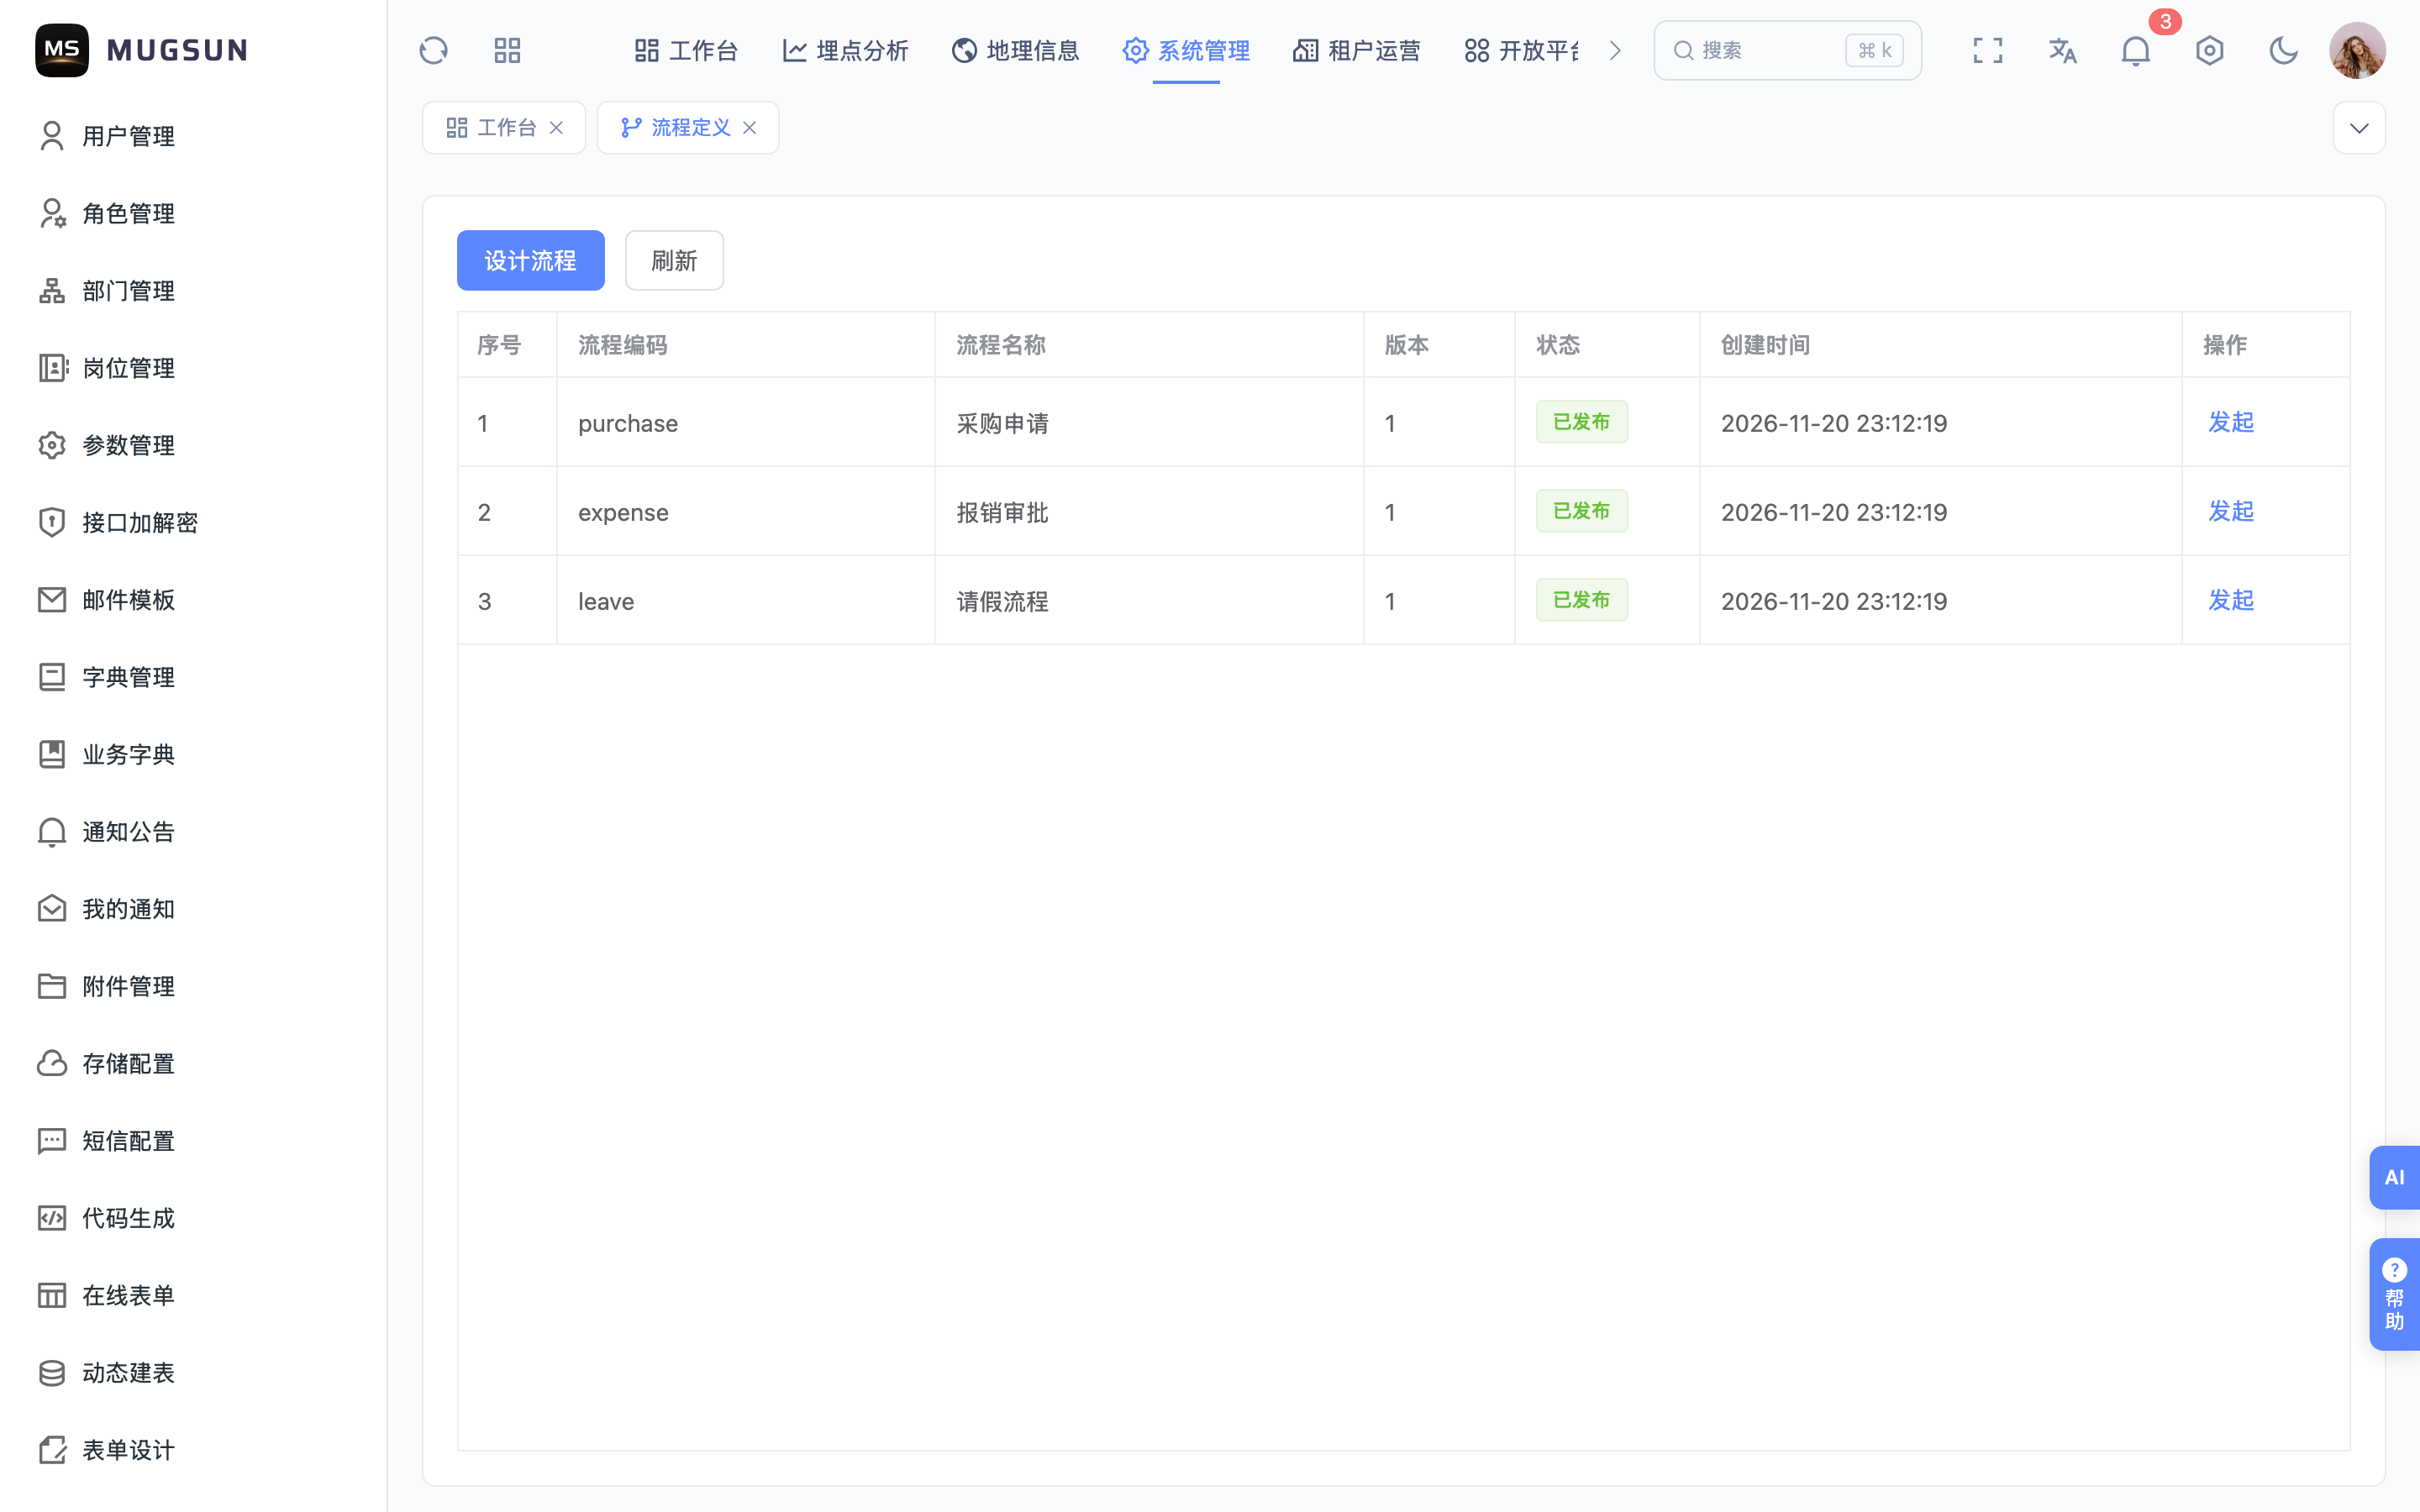 MS MUGSUN
工作台 埋点分析 地理信息 系统管理 租户运营 开放平台 搜索 ⌘ k 3
工作台 流程定义
用户管理
角色管理
部门管理
岗位管理
参数管理
接口加解密
邮件模板
字典管理
业务字典
通知公告
我的通知
附件管理
存储配置
短信配置
代码生成
在线表单
动态建表
表单设计
设计流程 刷新
序号 流程编码 流程名称 版本 状态 创建时间 操作
1 purchase 采购申请 1 已发布 2026-11-20 23:12:19 发起
2 expense 报销审批 1 已发布 2026-11-20 23:12:19 发起
3 leave 请假流程 1 已发布 2026-11-20 23:12:19 发起
AI
?
帮
助